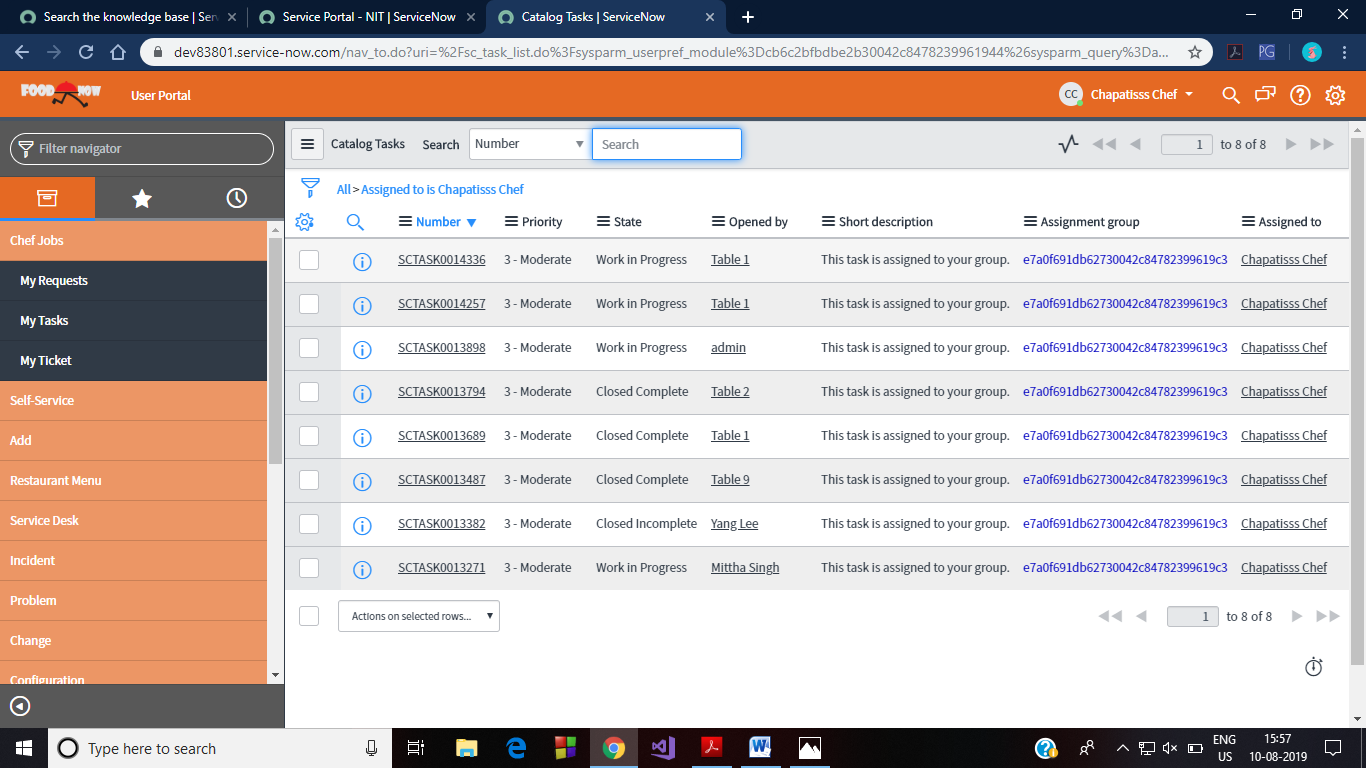 Search the knowledge base | Serv
Service Portal - NIT | ServiceNow
Catalog Tasks | ServiceNow
dev83801.service-now.com/nav_to.do?uri=%2Fsc_task_list.do%3Fsysparm_userpref_module%3Dcb6c2bfbdbe2b30042c8478239961944%26sysparm_query%3Da...
PG
FOOD NOW
User Portal
CC
Chapatisss Chef
Filter navigator
Catalog Tasks
Search
Number
Search
1 to 8 of 8
All > Assigned to is Chapatisss Chef
Number Priority State Opened by Short description Assignment group Assigned to
SCTASK0014336 3 - Moderate Work in Progress Table 1 This task is assigned to your group. e7a0f691db62730042c84782399619c3 Chapatisss Chef
SCTASK0014257 3 - Moderate Work in Progress Table 1 This task is assigned to your group. e7a0f691db62730042c84782399619c3 Chapatisss Chef
SCTASK0013898 3 - Moderate Work in Progress admin This task is assigned to your group. e7a0f691db62730042c84782399619c3 Chapatisss Chef
SCTASK0013794 3 - Moderate Closed Complete Table 2 This task is assigned to your group. e7a0f691db62730042c84782399619c3 Chapatisss Chef
SCTASK0013689 3 - Moderate Closed Complete Table 1 This task is assigned to your group. e7a0f691db62730042c84782399619c3 Chapatisss Chef
SCTASK0013487 3 - Moderate Closed Complete Table 9 This task is assigned to your group. e7a0f691db62730042c84782399619c3 Chapatisss Chef
SCTASK0013382 3 - Moderate Closed Incomplete Yang Lee This task is assigned to your group. e7a0f691db62730042c84782399619c3 Chapatisss Chef
SCTASK0013271 3 - Moderate Work in Progress Mittha Singh This task is assigned to your group. e7a0f691db62730042c84782399619c3 Chapatisss Chef
Actions on selected rows...
1 to 8 of 8
Chef Jobs
My Requests
My Tasks
My Ticket
Self-Service
Add
Restaurant Menu
Service Desk
Incident
Problem
Change
Configuration
Type here to search
ENG
US
15:57
10-08-2019